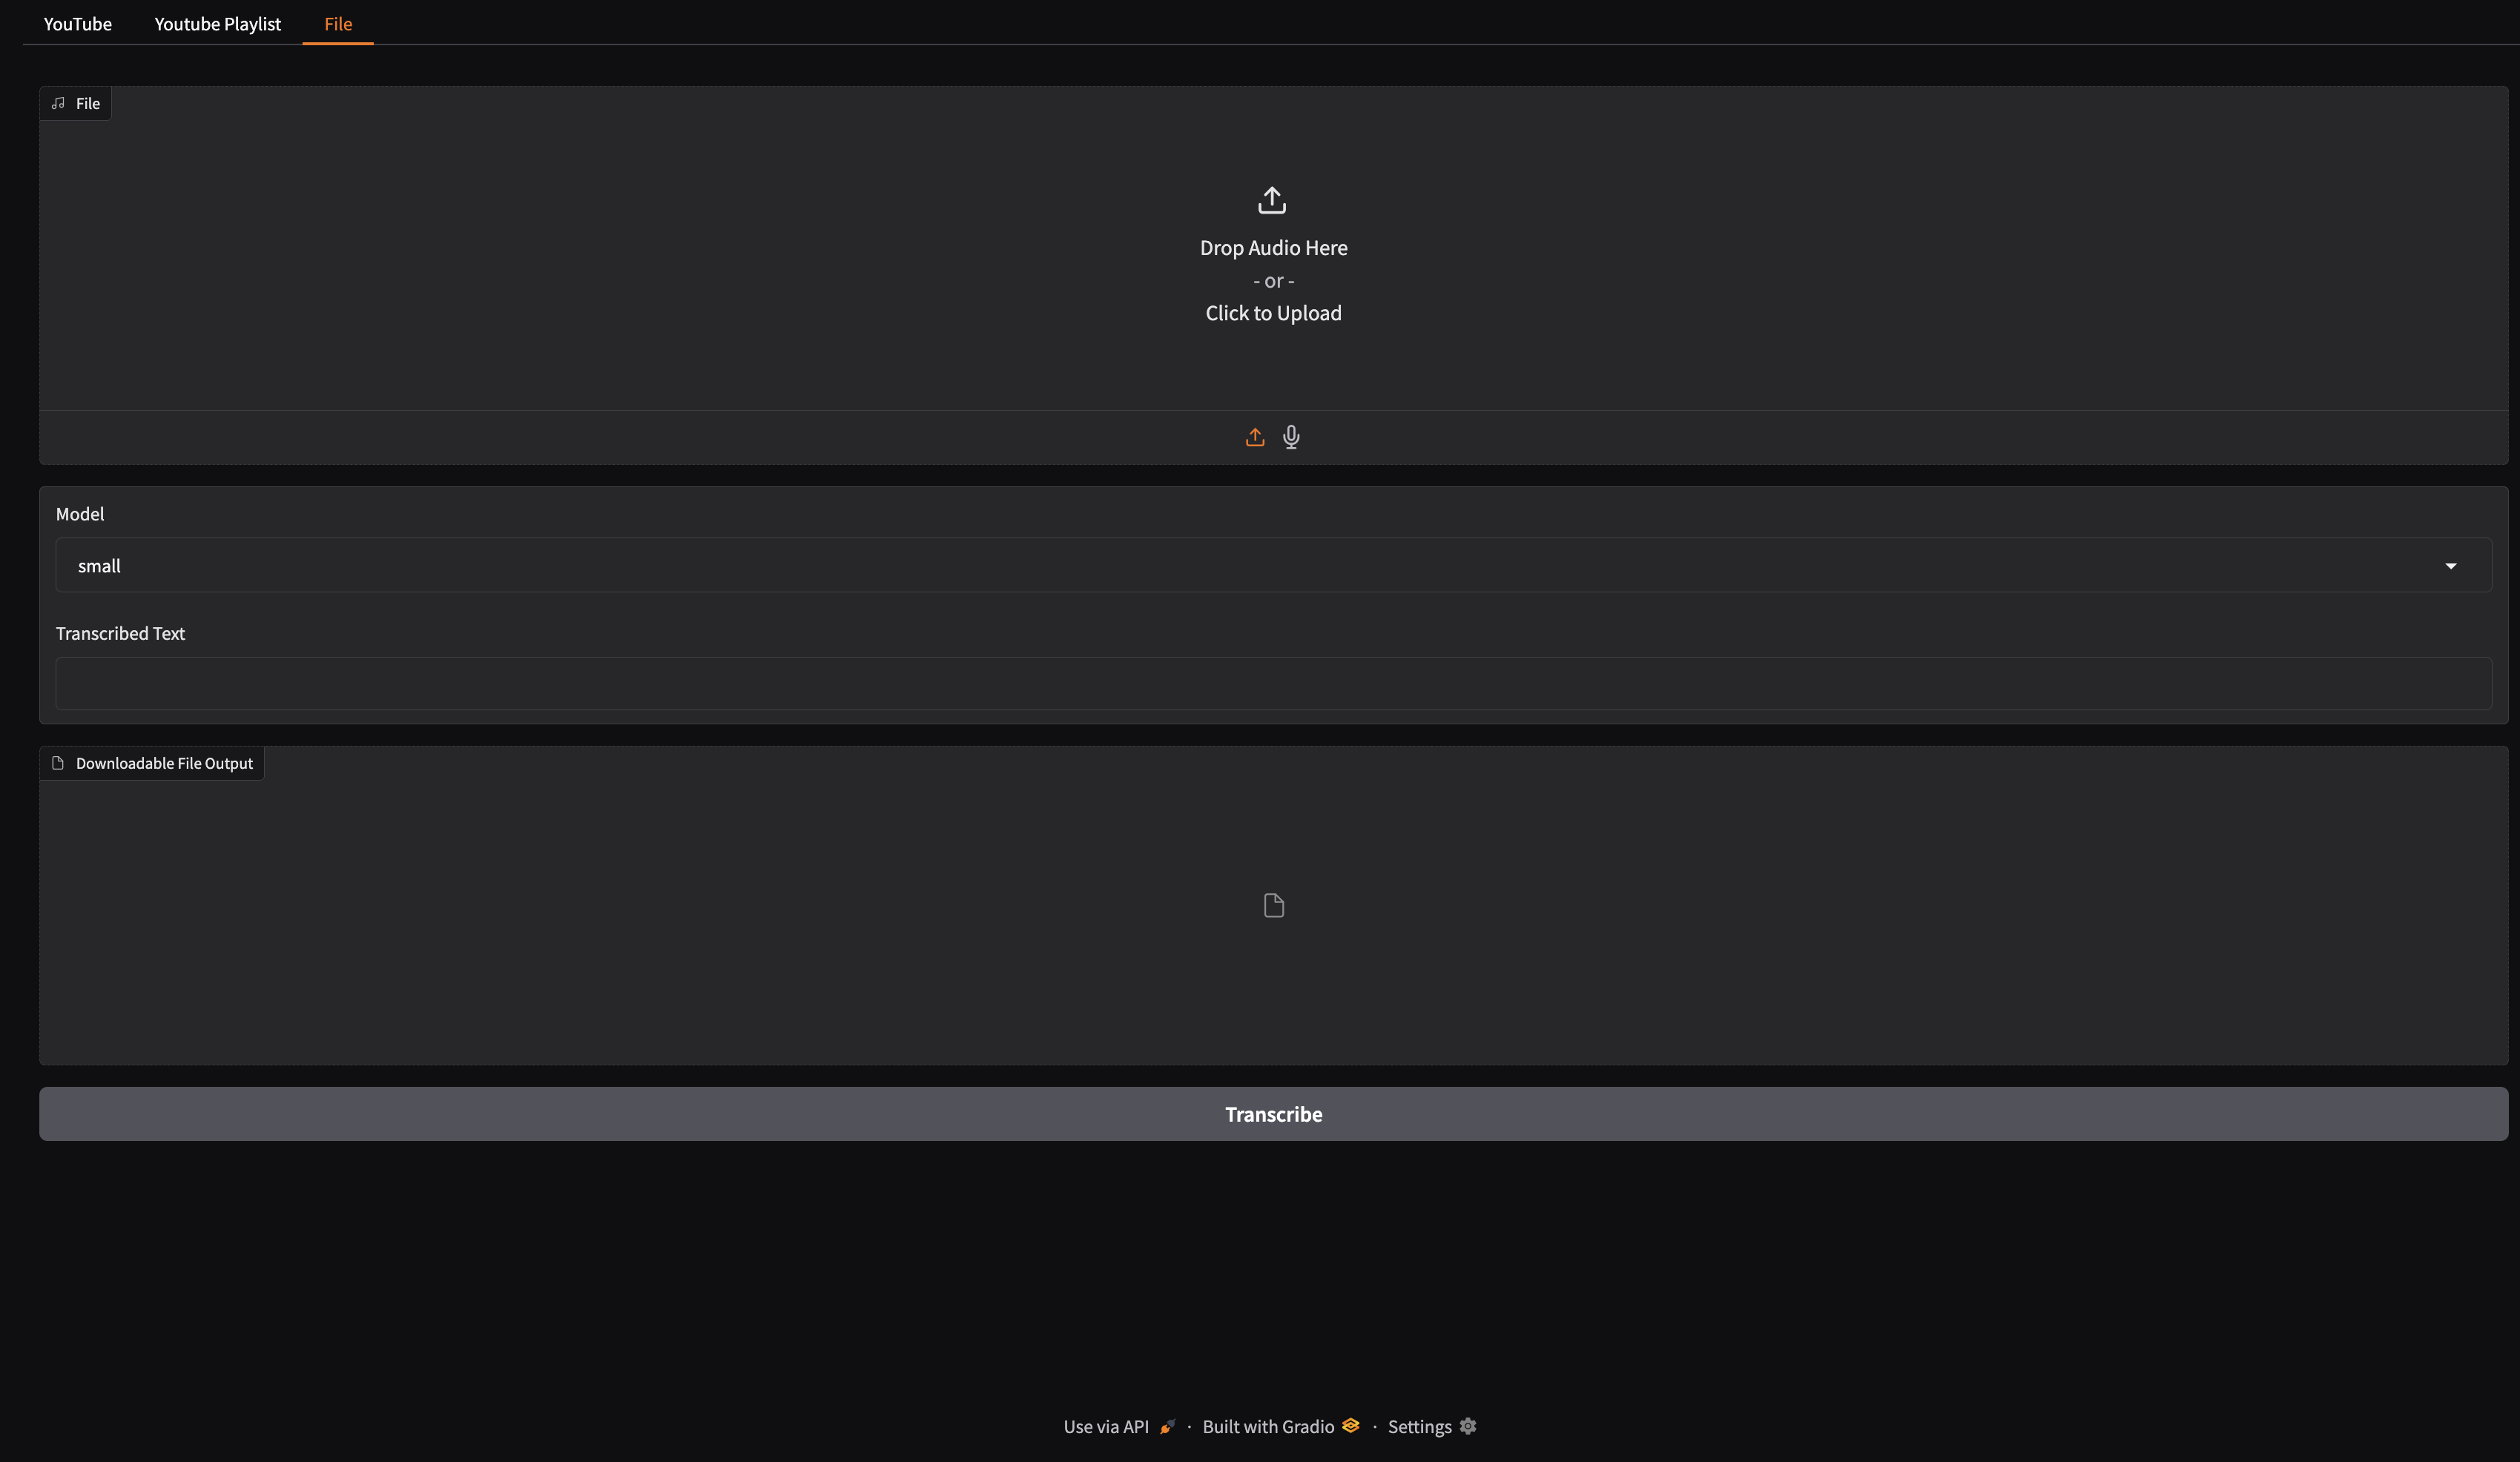 YouTube Youtube Playlist File
File
Drop Audio Here
- or -
Click to Upload
Model
small
Transcribed Text
Downloadable File Output
Transcribe
Use via API · Built with Gradio · Settings